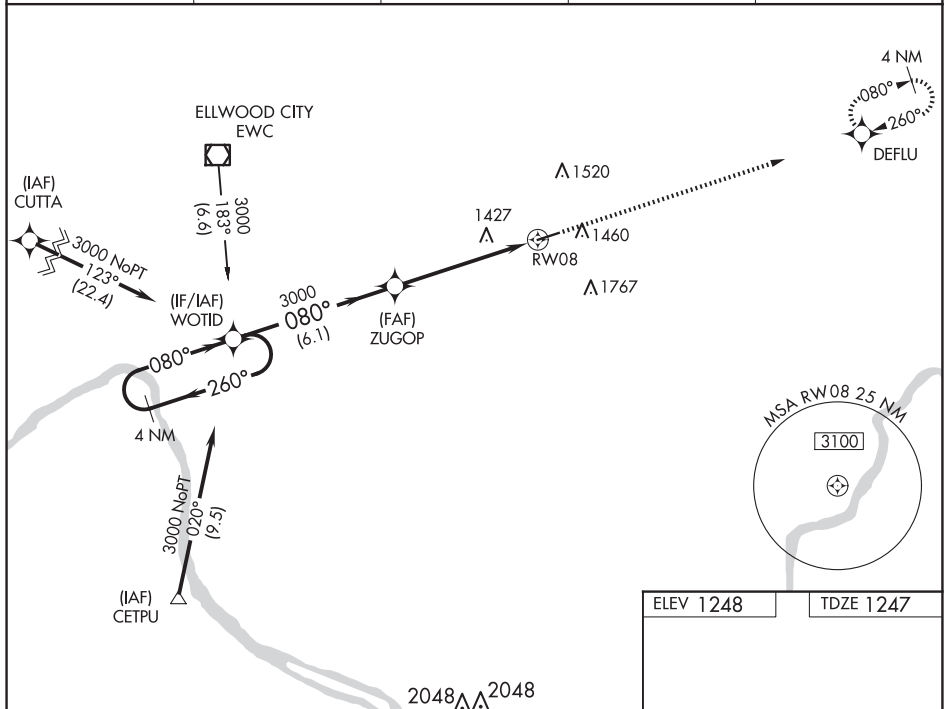 4 NM
080°
260°
DEFLU
ELLWOOD CITY
EWC
3000
183°
(6.6)
(IAF)
CUTTA
3000 NoPT
123°
(22.4)
1520
1427
1460
RW08
1767
(IF/IAF)
WOTID
3000
080°
(6.1)
(FAF)
ZUGOP
080°
260°
4 NM
MSA RW08 25 NM
3100
3000 NoPT
020°
(9.5)
(IAF)
CETPU
ELEV 1248
TDZE 1247
2048 2048